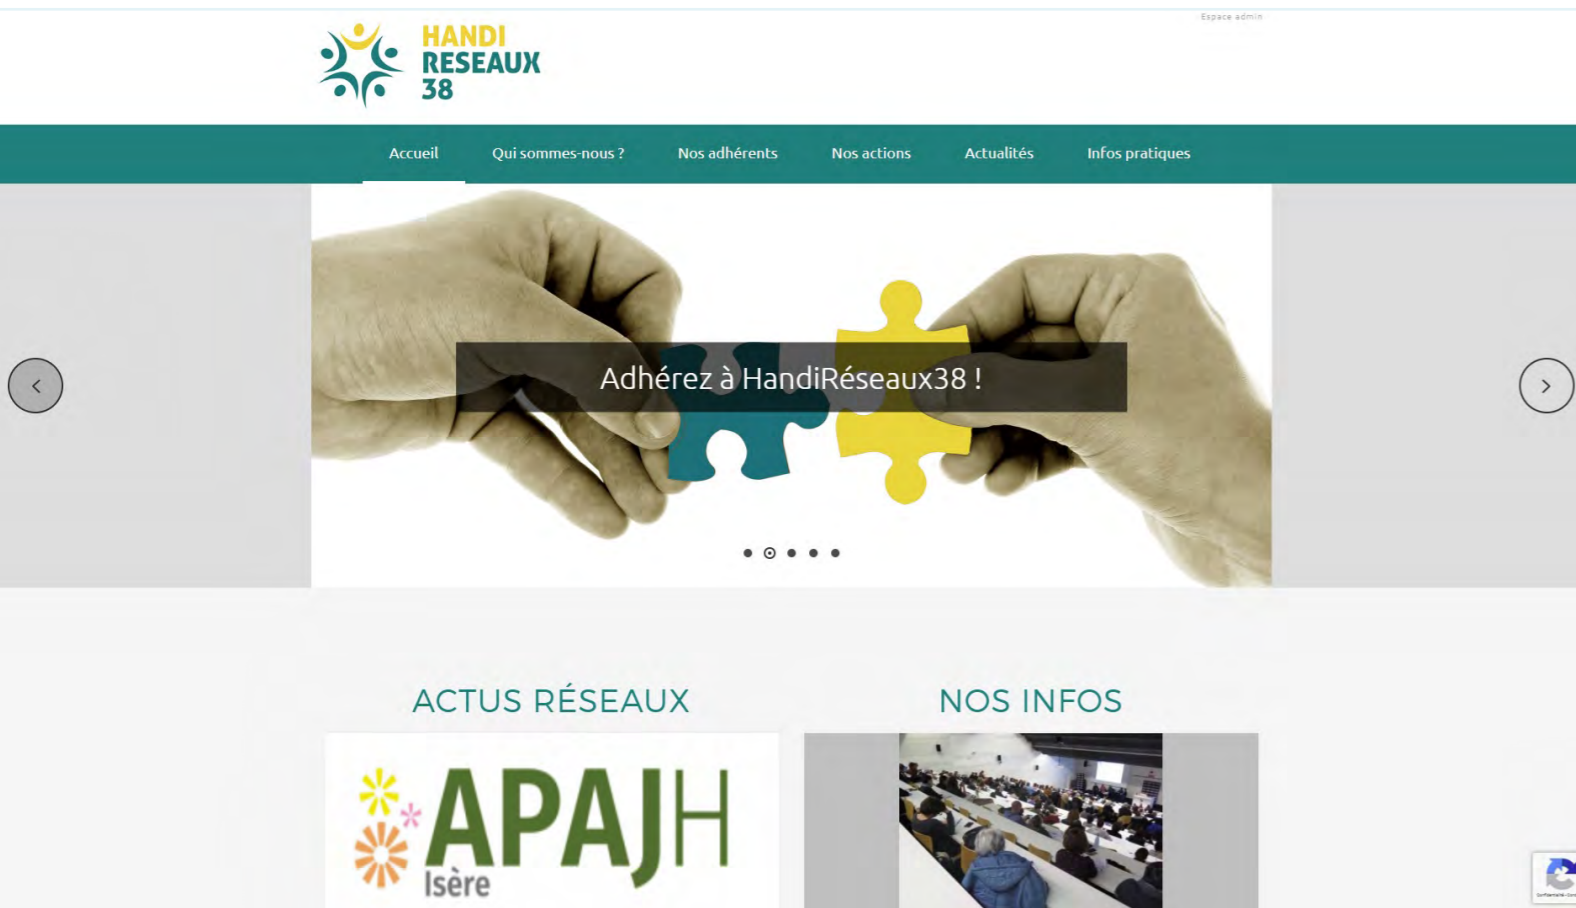 Espace admin
HANDI
RESEAUX
38
Accueil
Qui sommes-nous ?
Nos adhérents
Nos actions
Actualités
Infos pratiques
Adhérez à HandiRéseaux38 !
ACTUS RÉSEAUX
NOS INFOS
APAJH
Isère